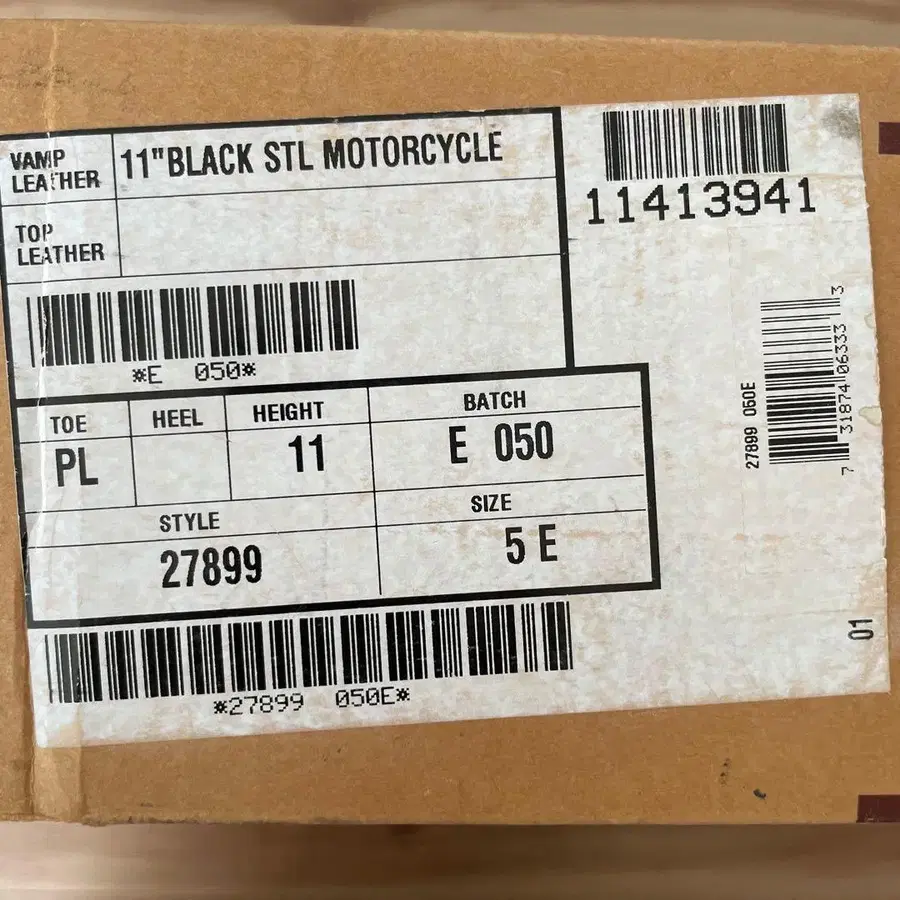 VAMP
LEATHER
11"BLACK STL MOTORCYCLE
TOP
LEATHER
*E 050*
TOE
HEEL
HEIGHT
BATCH
PL
11
E 050
STYLE
SIZE
27899
5 E
*27899 050E*
11413941
27899 050E
7 31874 06333 3
01